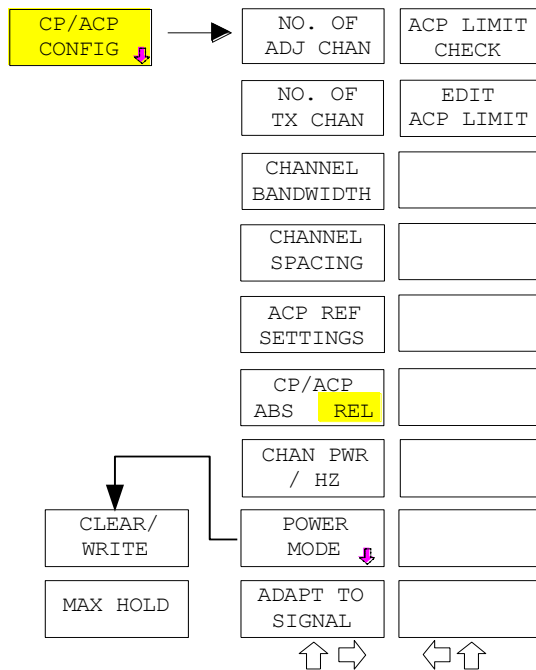 CP/ACP
CONFIG
NO. OF
ADJ CHAN
ACP LIMIT
CHECK
NO. OF
TX CHAN
EDIT
ACP LIMIT
CHANNEL
BANDWIDTH
CHANNEL
SPACING
ACP REF
SETTINGS
CP/ACP
ABS REL
CHAN PWR
/ HZ
CLEAR/
WRITE
POWER
MODE
MAX HOLD
ADAPT TO
SIGNAL